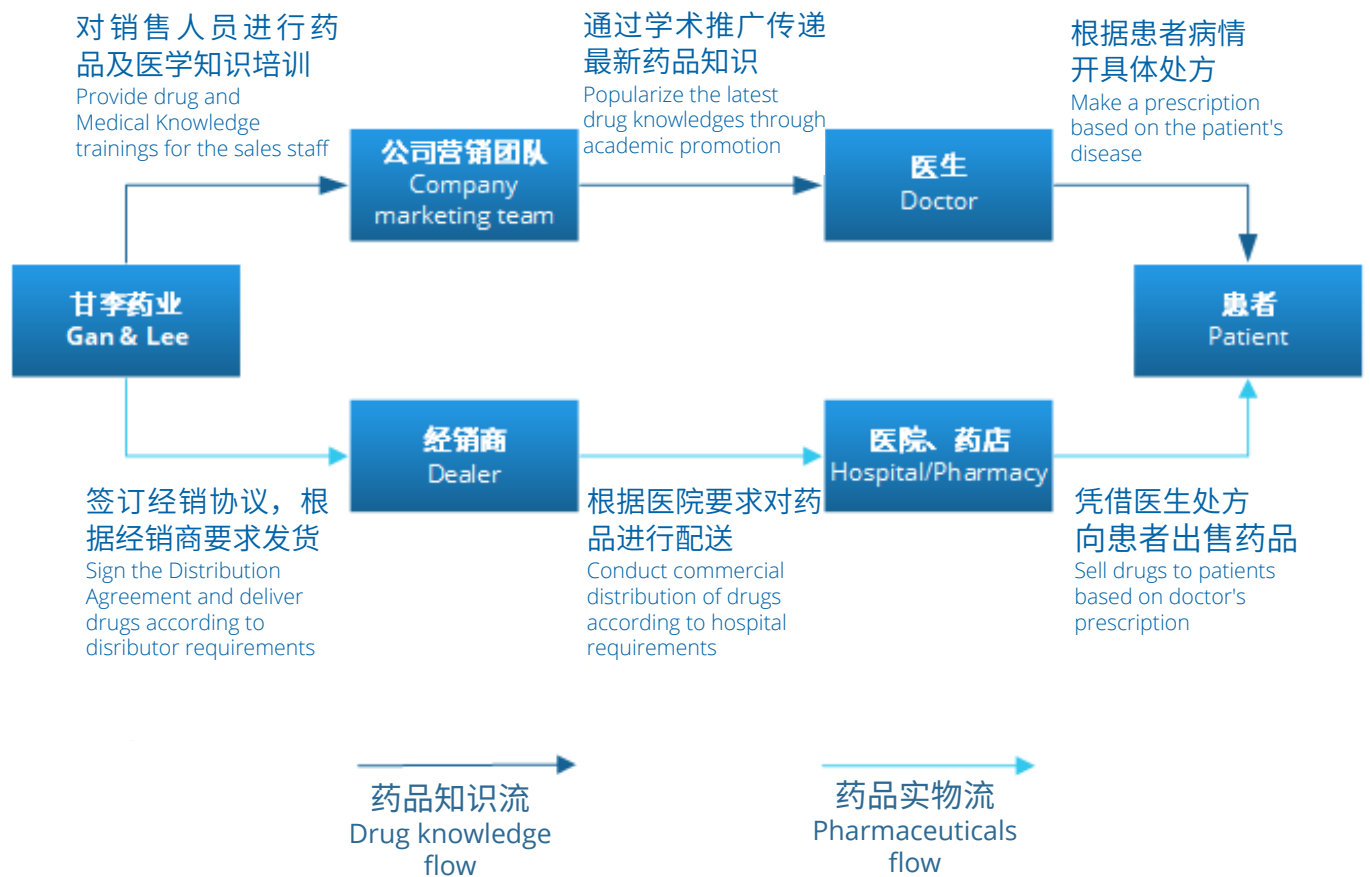 对销售人员进行药
品及医学知识培训
Provide drug and
Medical Knowledge
trainings for the sales staff
通过学术推广传递
最新药品知识
Popularize the latest
drug knowledges through
academic promotion
根据患者病情
开具体处方
Make a prescription
based on the patient's
disease
公司营销团队
Company
marketing team
医生
Doctor
甘李药业
Gan & Lee
患者
Patient
经销商
Dealer
医院、药店
Hospital/Pharmacy
签订经销协议，根
据经销商要求发货
Sign the Distribution
Agreement and deliver
drugs according to
disributor requirements
根据医院要求对药
品进行配送
Conduct commercial
distribution of drugs
according to hospital
requirements
凭借医生处方
向患者出售药品
Sell drugs to patients
based on doctor's
prescription
药品知识流
Drug knowledge
flow
药品实物流
Pharmaceuticals
flow